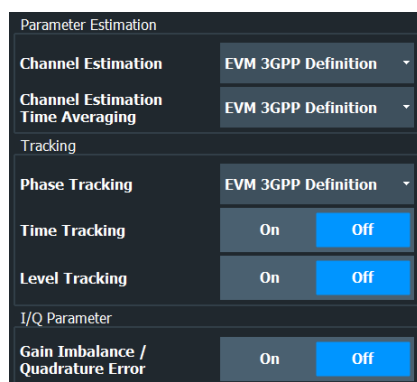 Parameter Estimation
Channel Estimation EVM 3GPP Definition
Channel Estimation
Time Averaging EVM 3GPP Definition
Tracking
Phase Tracking EVM 3GPP Definition
Time Tracking On Off
Level Tracking On Off
I/Q Parameter
Gain Imbalance /
Quadrature Error On Off